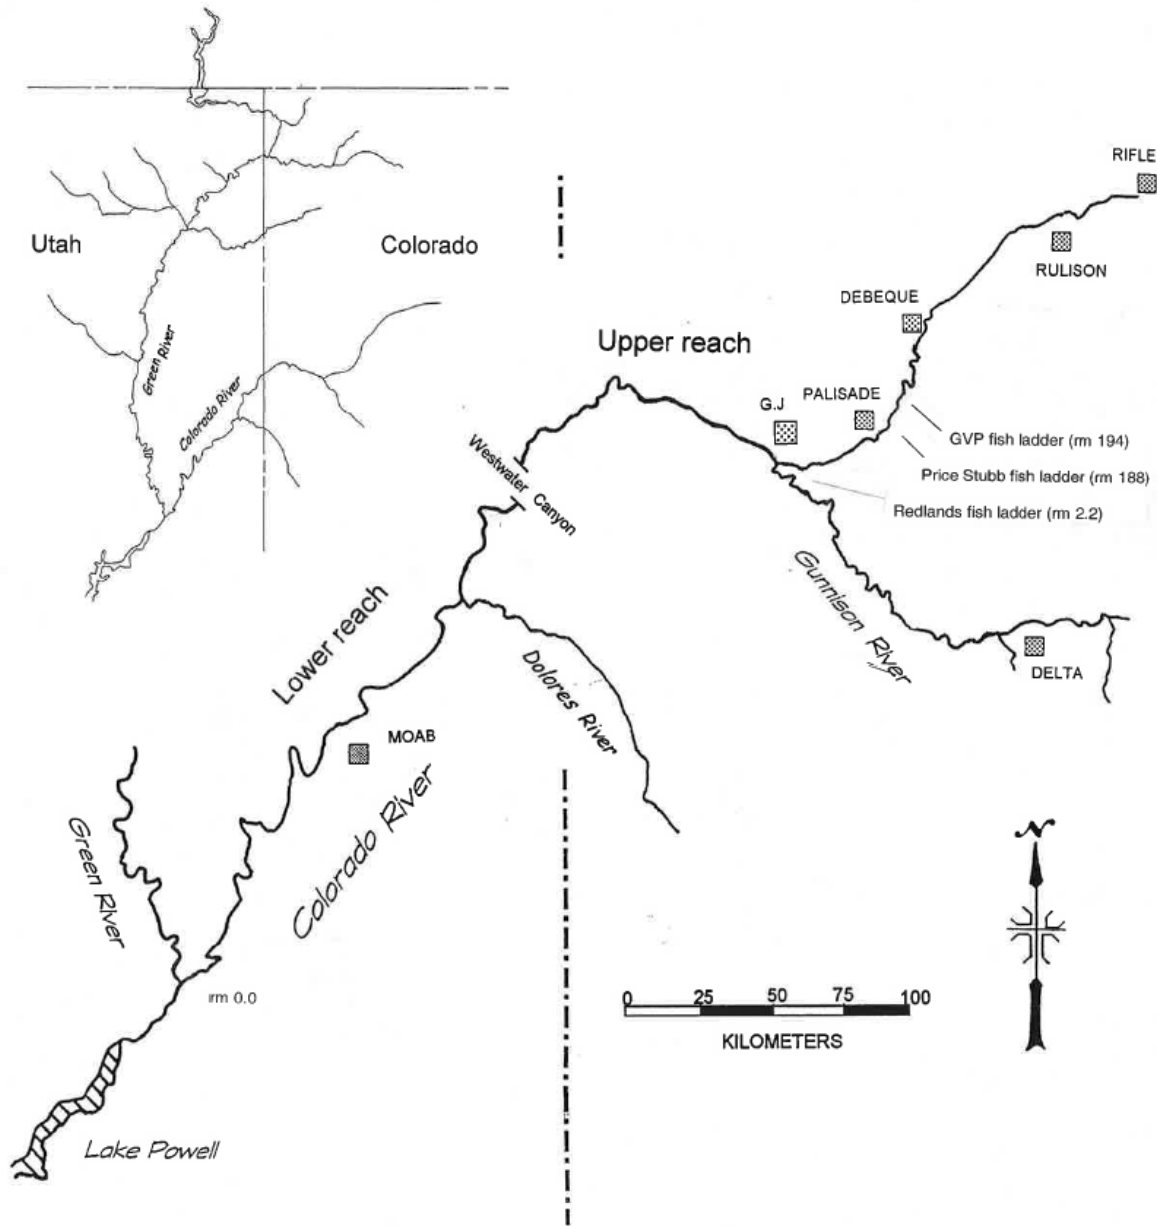 Utah
Colorado
Green River
Colorado River
RIFLE
RULISON
DEBEQUE
Upper reach
G.J
PALISADE
GVP fish ladder (rm 194)
Price Stubb fish ladder (rm 188)
Redlands fish ladder (rm 2.2)
Westwater Canyon
Gunnison River
DELTA
Lower reach
Dolores River
MOAB
Colorado River
Green River
rm 0.0
N
0 25 50 75 100
KILOMETERS
Lake Powell